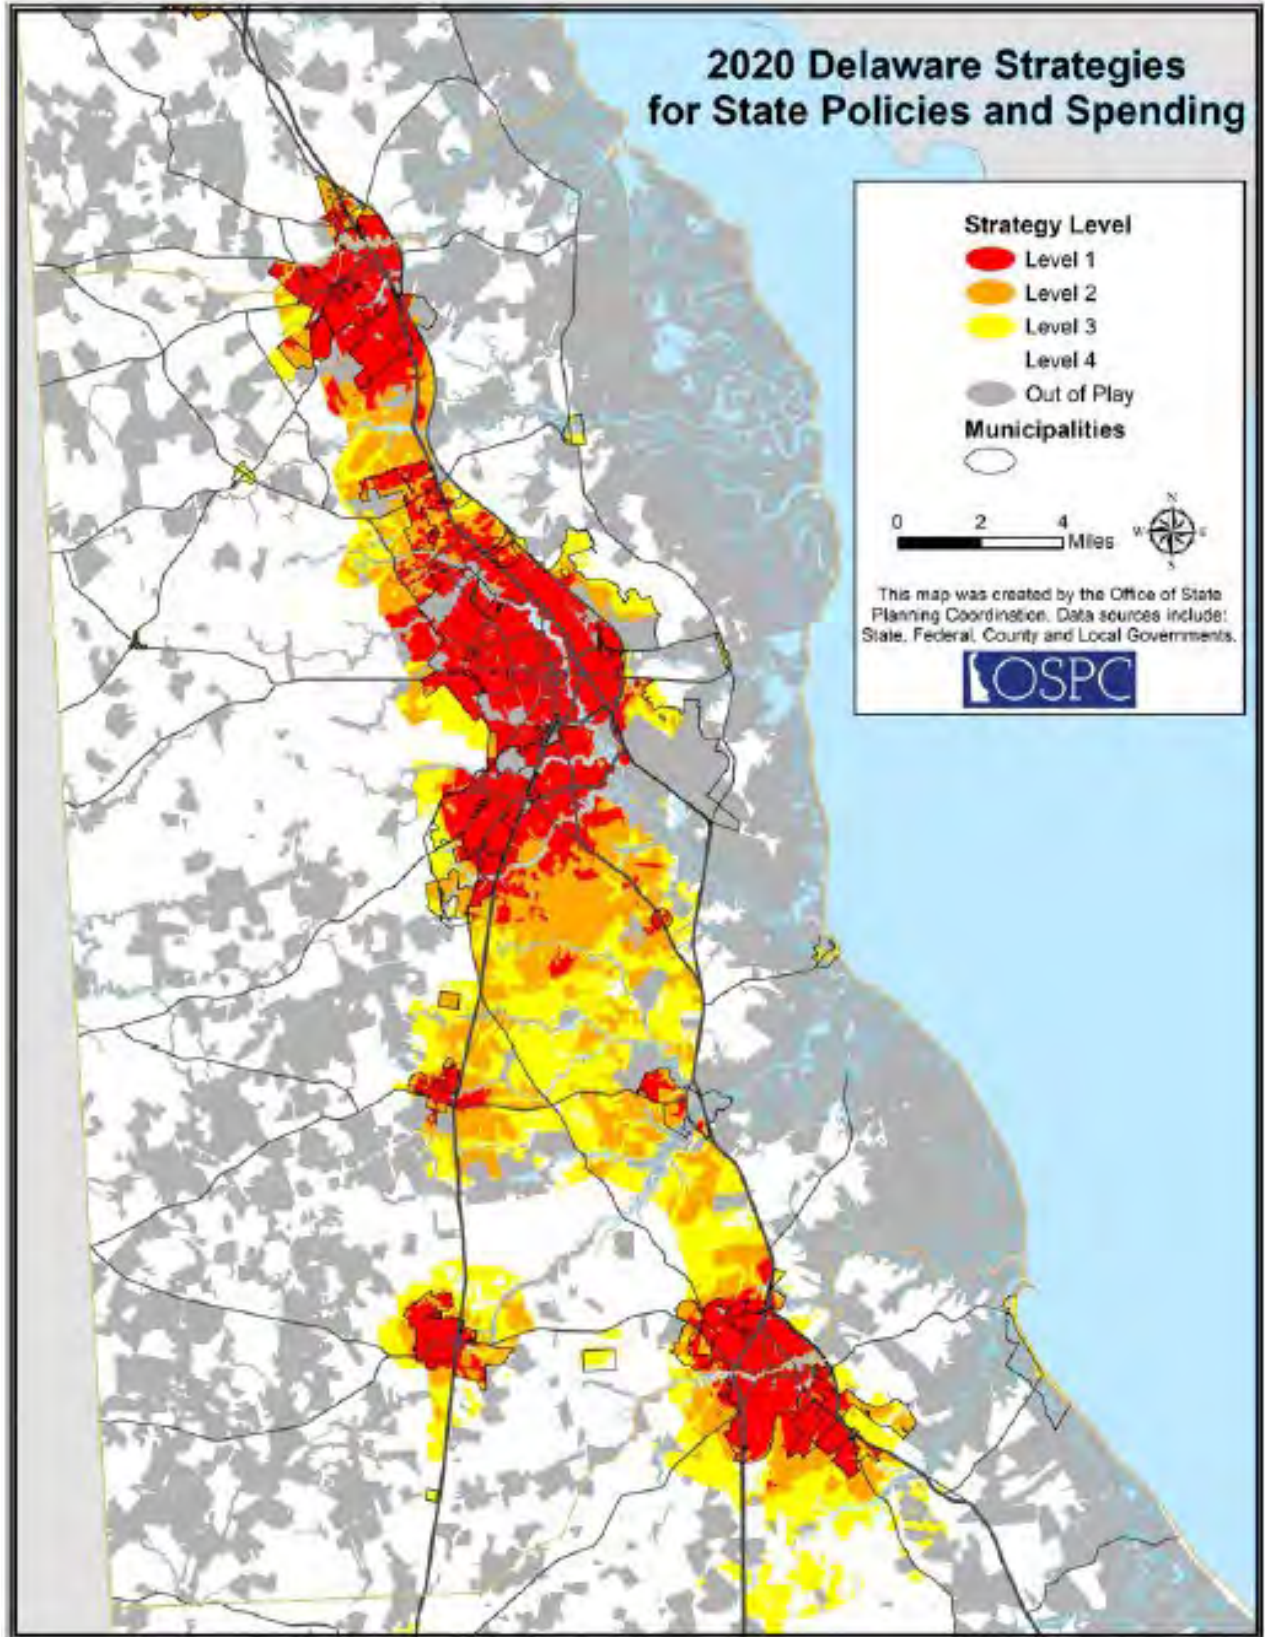 2020 Delaware Strategies
for State Policies and Spending
Strategy Level
Level 1
Level 2
Level 3
Level 4
Out of Play
Municipalities
0 2 4
Miles
N
W E
S
This map was created by the Office of State
Planning Coordination. Data sources include:
State, Federal, County and Local Governments.
OSPC